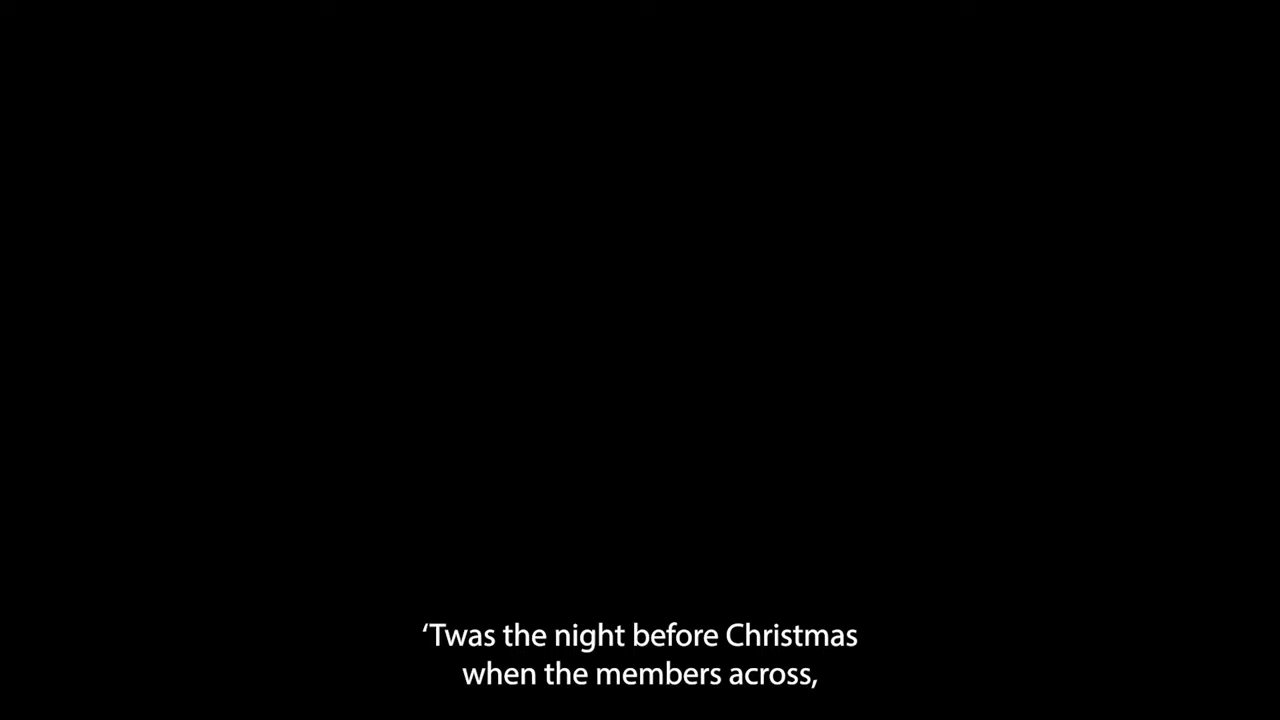 ‘Twas the night before Christmas
when the members across,